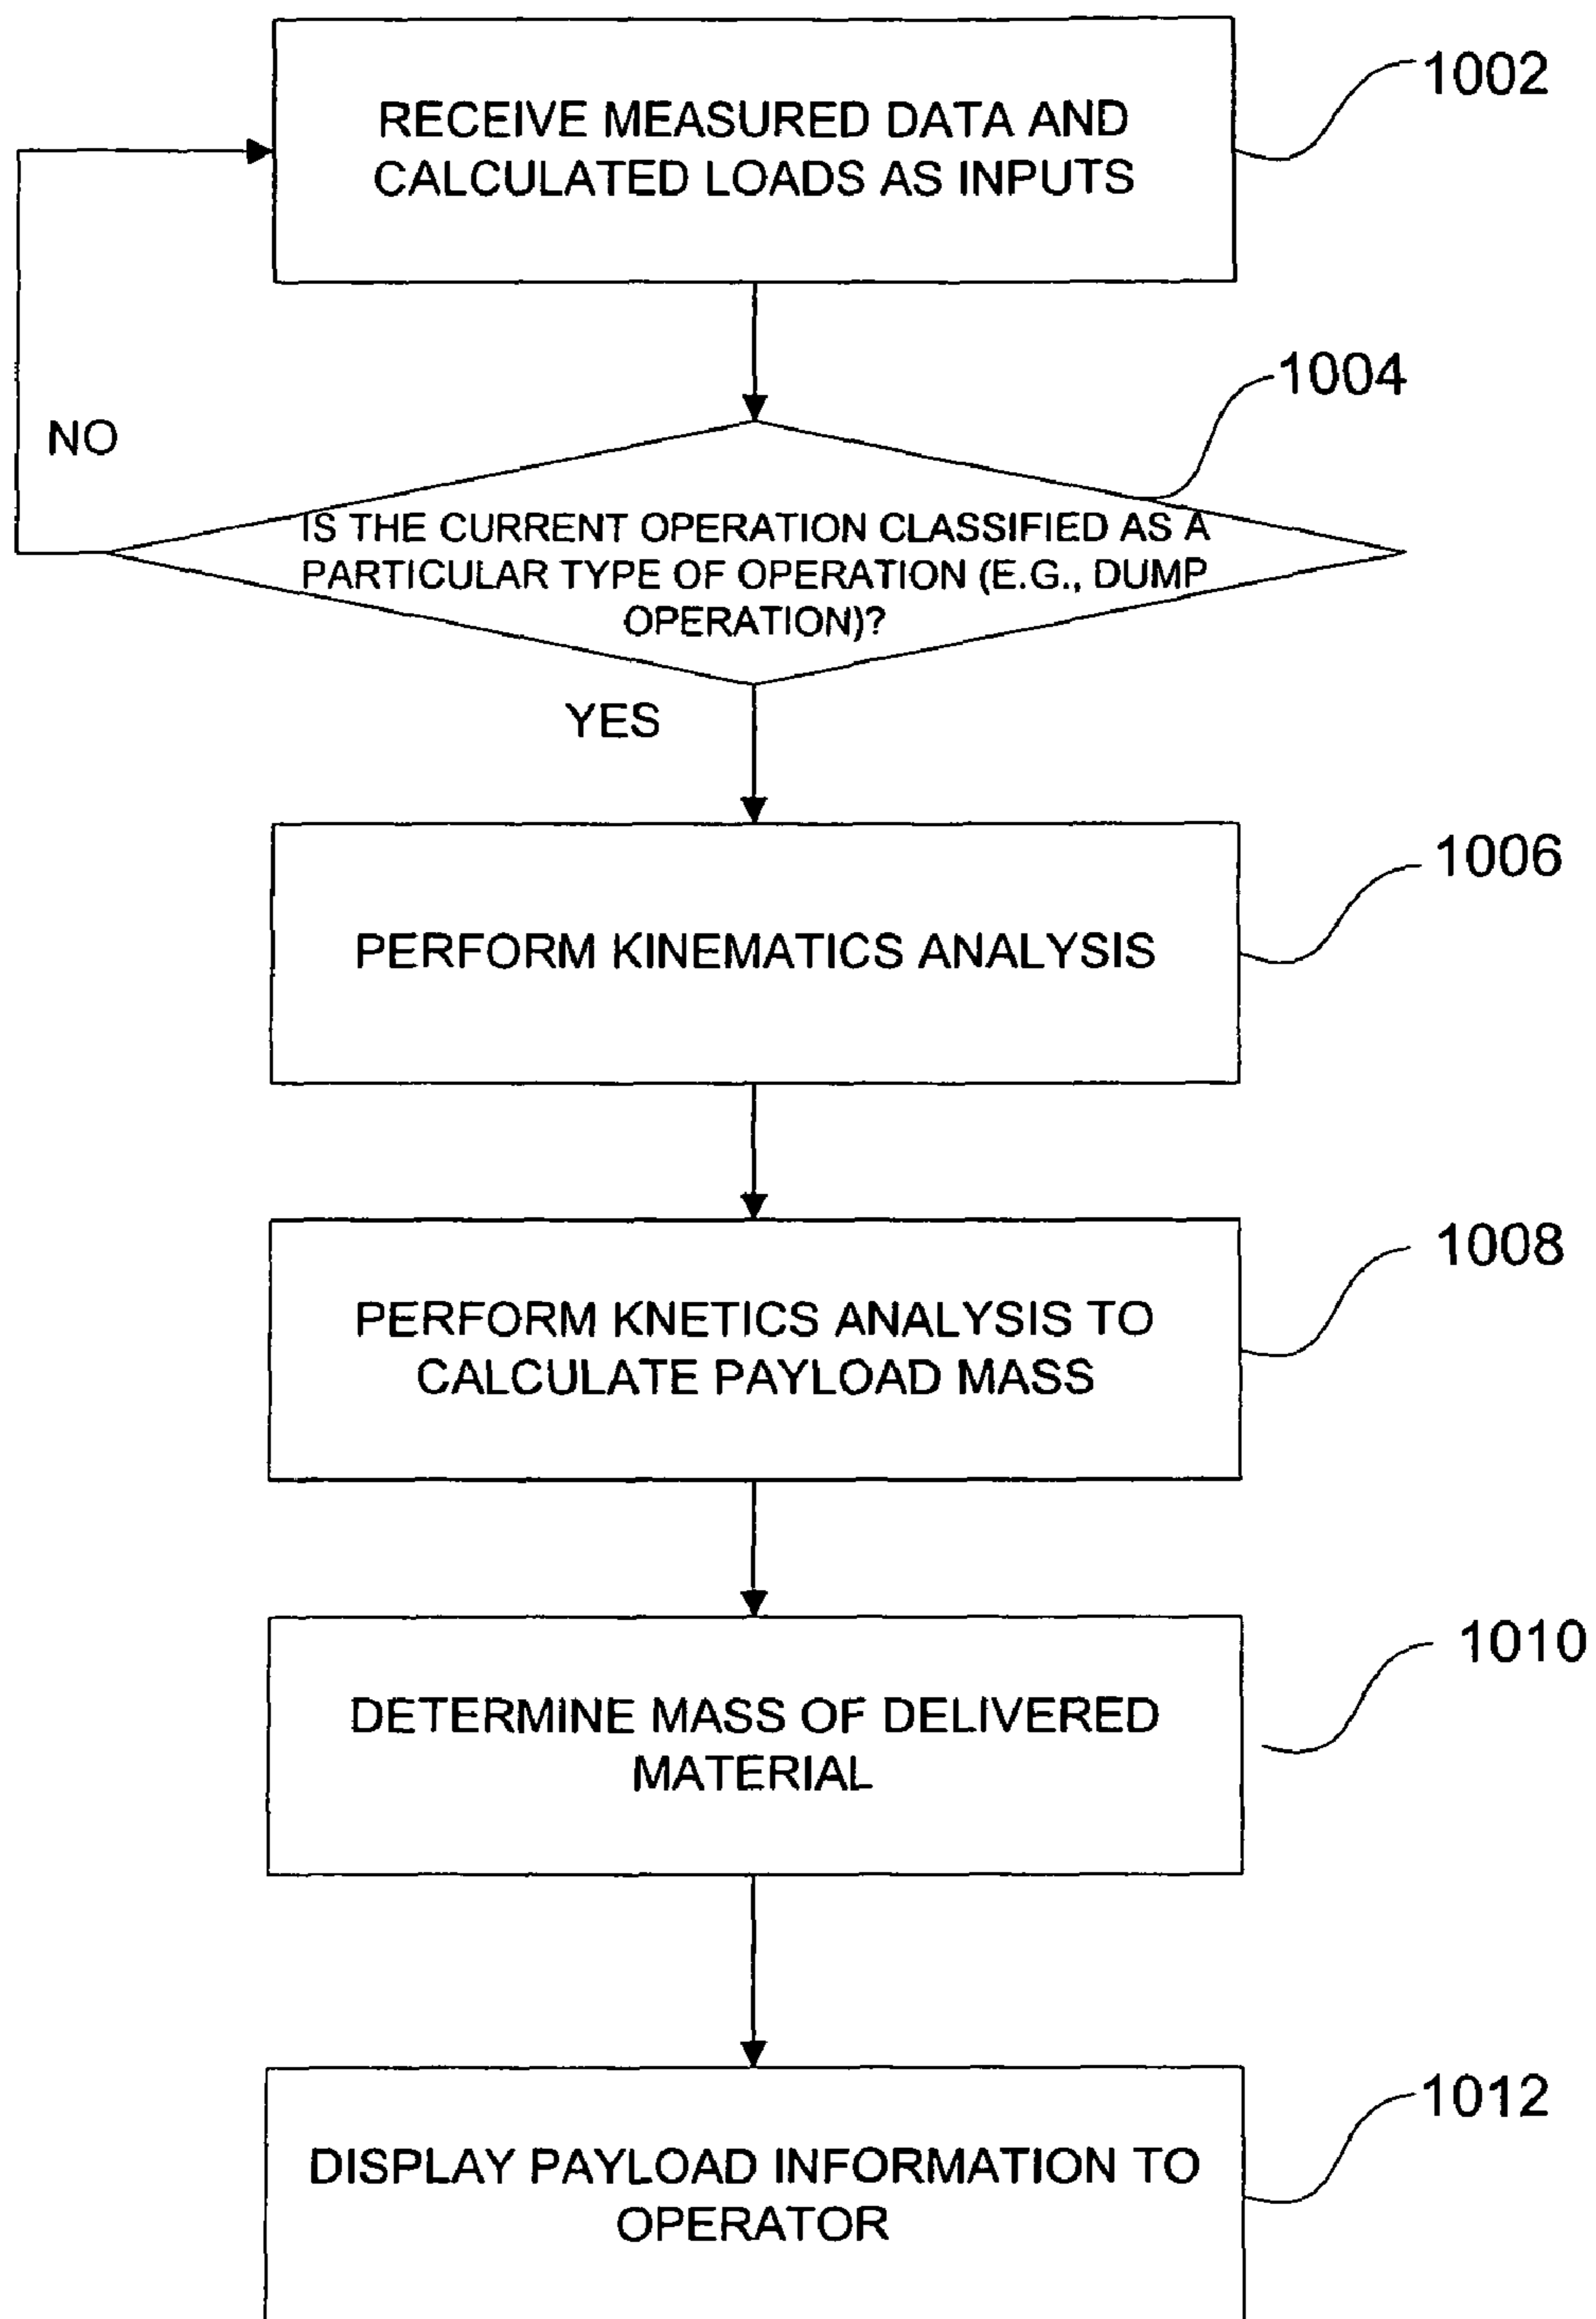 RECEIVE MEASURED DATA AND
CALCULATED LOADS AS INPUTS
1002
1004
NO
IS THE CURRENT OPERATION CLASSIFIED AS A
PARTICULAR TYPE OF OPERATION (E.G., DUMP
OPERATION)?
YES
PERFORM KINEMATICS ANALYSIS
1006
PERFORM KNETICS ANALYSIS TO
CALCULATE PAYLOAD MASS
1008
DETERMINE MASS OF DELIVERED
MATERIAL
1010
DISPLAY PAYLOAD INFORMATION TO
OPERATOR
1012